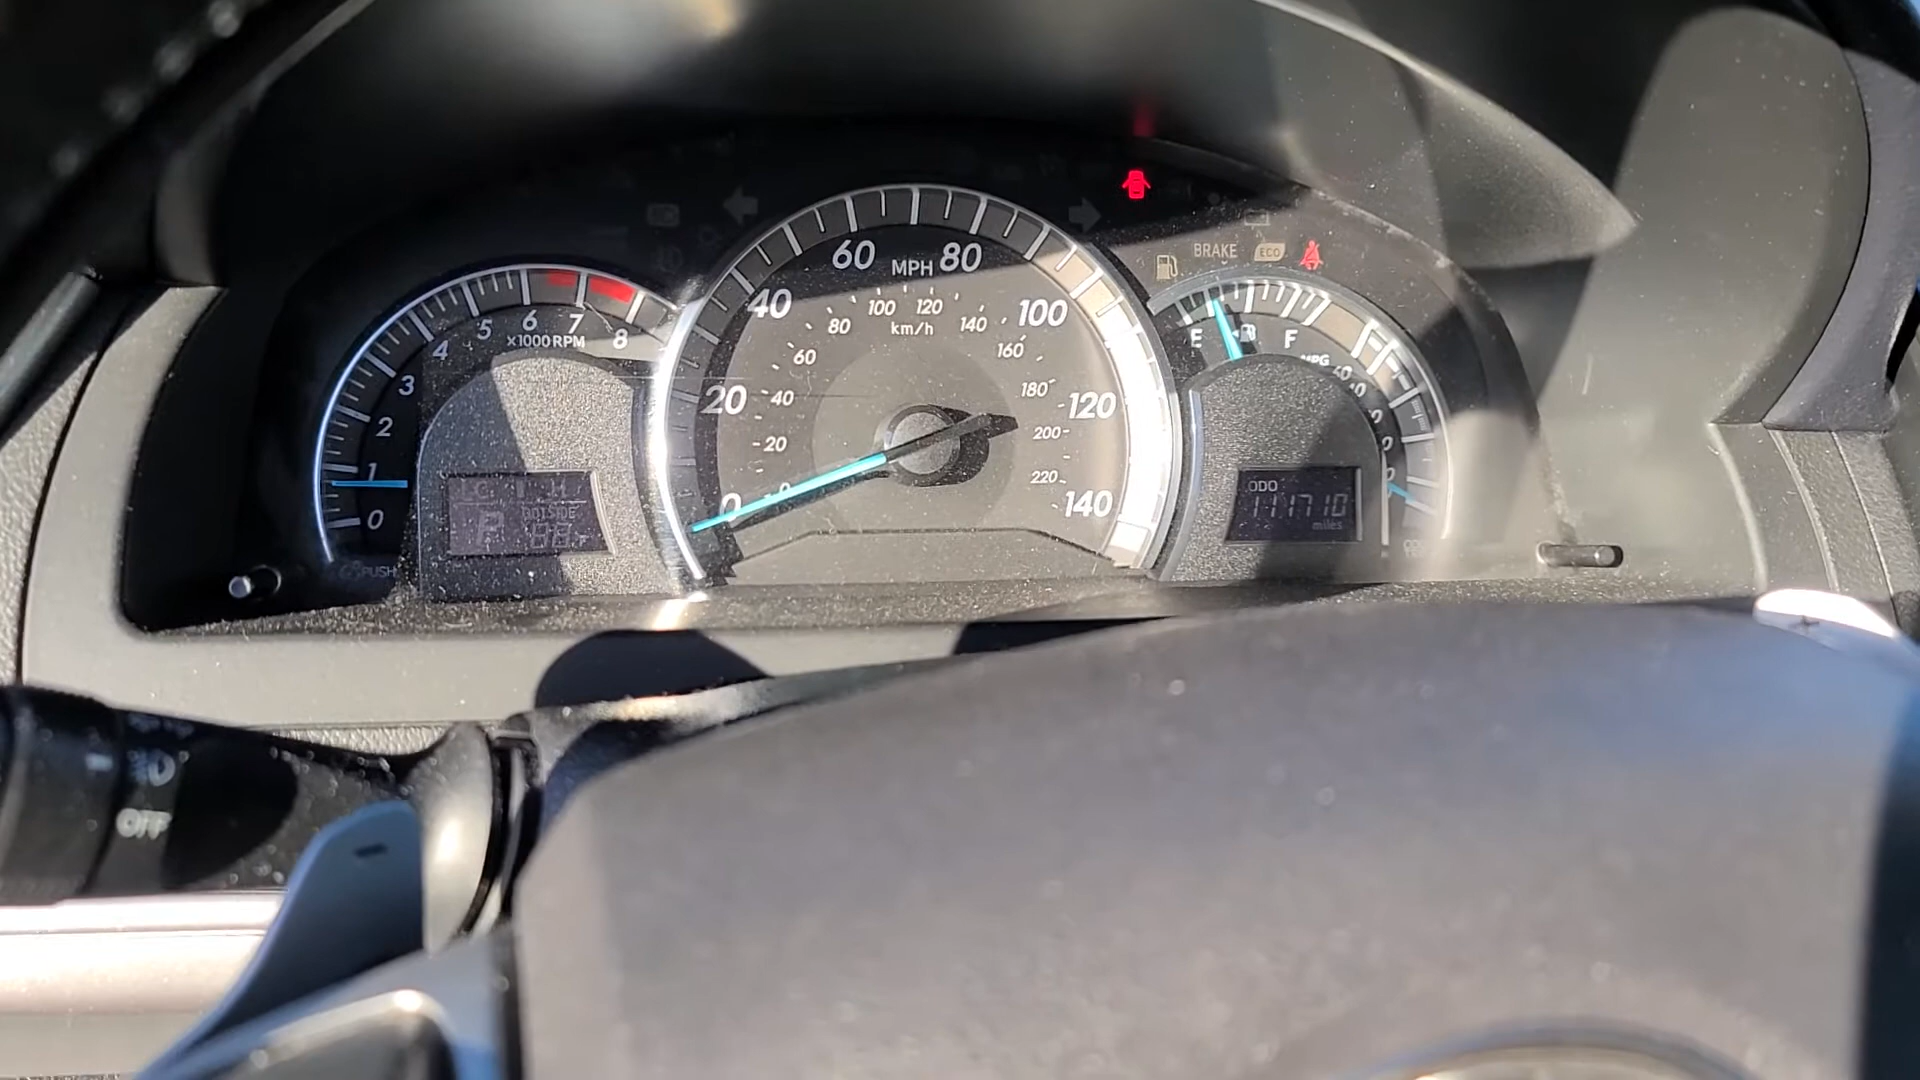 BRAKE
ECO
60 MPH 80
40 100
100 120
80 km/h 140
60 160
20 40 180 120
20 200
0 220 140
5 6 7 8
4 x1000 RPM
3
2
1
0
E F
MPG
OUTSIDE
P
PUSH
ODO
111710
miles
OFF